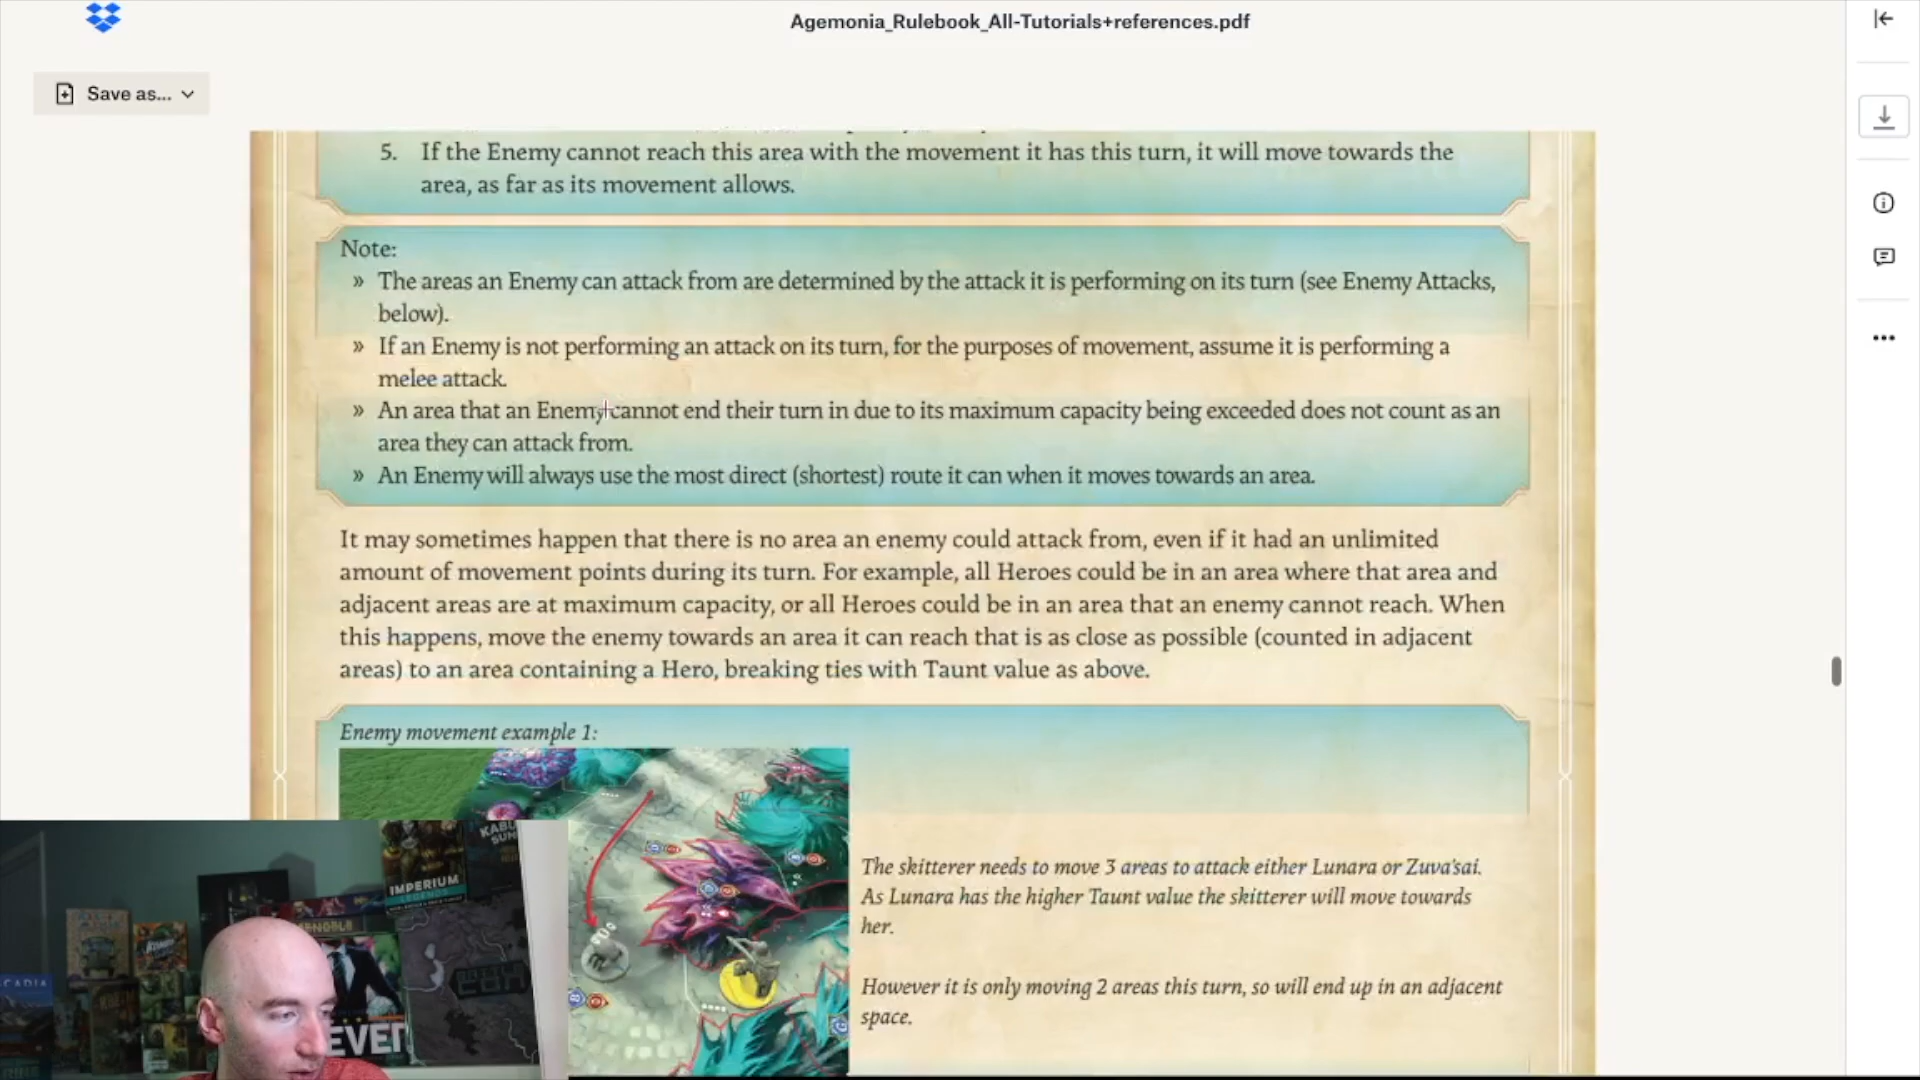 Agemonia_Rulebook_All-Tutorials+references.pdf
Save as...
5. If the Enemy cannot reach this area with the movement it has this turn, it will move towards the
area, as far as its movement allows.
Note:
» The areas an Enemy can attack from are determined by the attack it is performing on its turn (see Enemy Attacks,
below).
» If an Enemy is not performing an attack on its turn, for the purposes of movement, assume it is performing a
melee attack.
» An area that an Enemy cannot end their turn in due to its maximum capacity being exceeded does not count as an
area they can attack from.
» An Enemy will always use the most direct (shortest) route it can when it moves towards an area.
It may sometimes happen that there is no area an enemy could attack from, even if it had an unlimited
amount of movement points during its turn. For example, all Heroes could be in an area where that area and
adjacent areas are at maximum capacity, or all Heroes could be in an area that an enemy cannot reach. When
this happens, move the enemy towards an area it can reach that is as close as possible (counted in adjacent
areas) to an area containing a Hero, breaking ties with Taunt value as above.
Enemy movement example 1:
The skitterer needs to move 3 areas to attack either Lunara or Zuva'sai.
As Lunara has the higher Taunt value the skitterer will move towards
her.
However it is only moving 2 areas this turn, so will end up in an adjacent
space.
IMPERIUM
LEGENDS